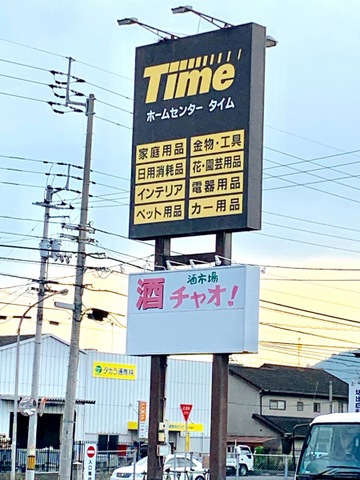 Time
ホームセンター タイム
家庭用品 金物・工具
日用消耗品 花・園芸用品
インテリア 電器用品
ペット用品 カー用品
酒市場
酒 チャオ!
タカラ通商㈱
入口